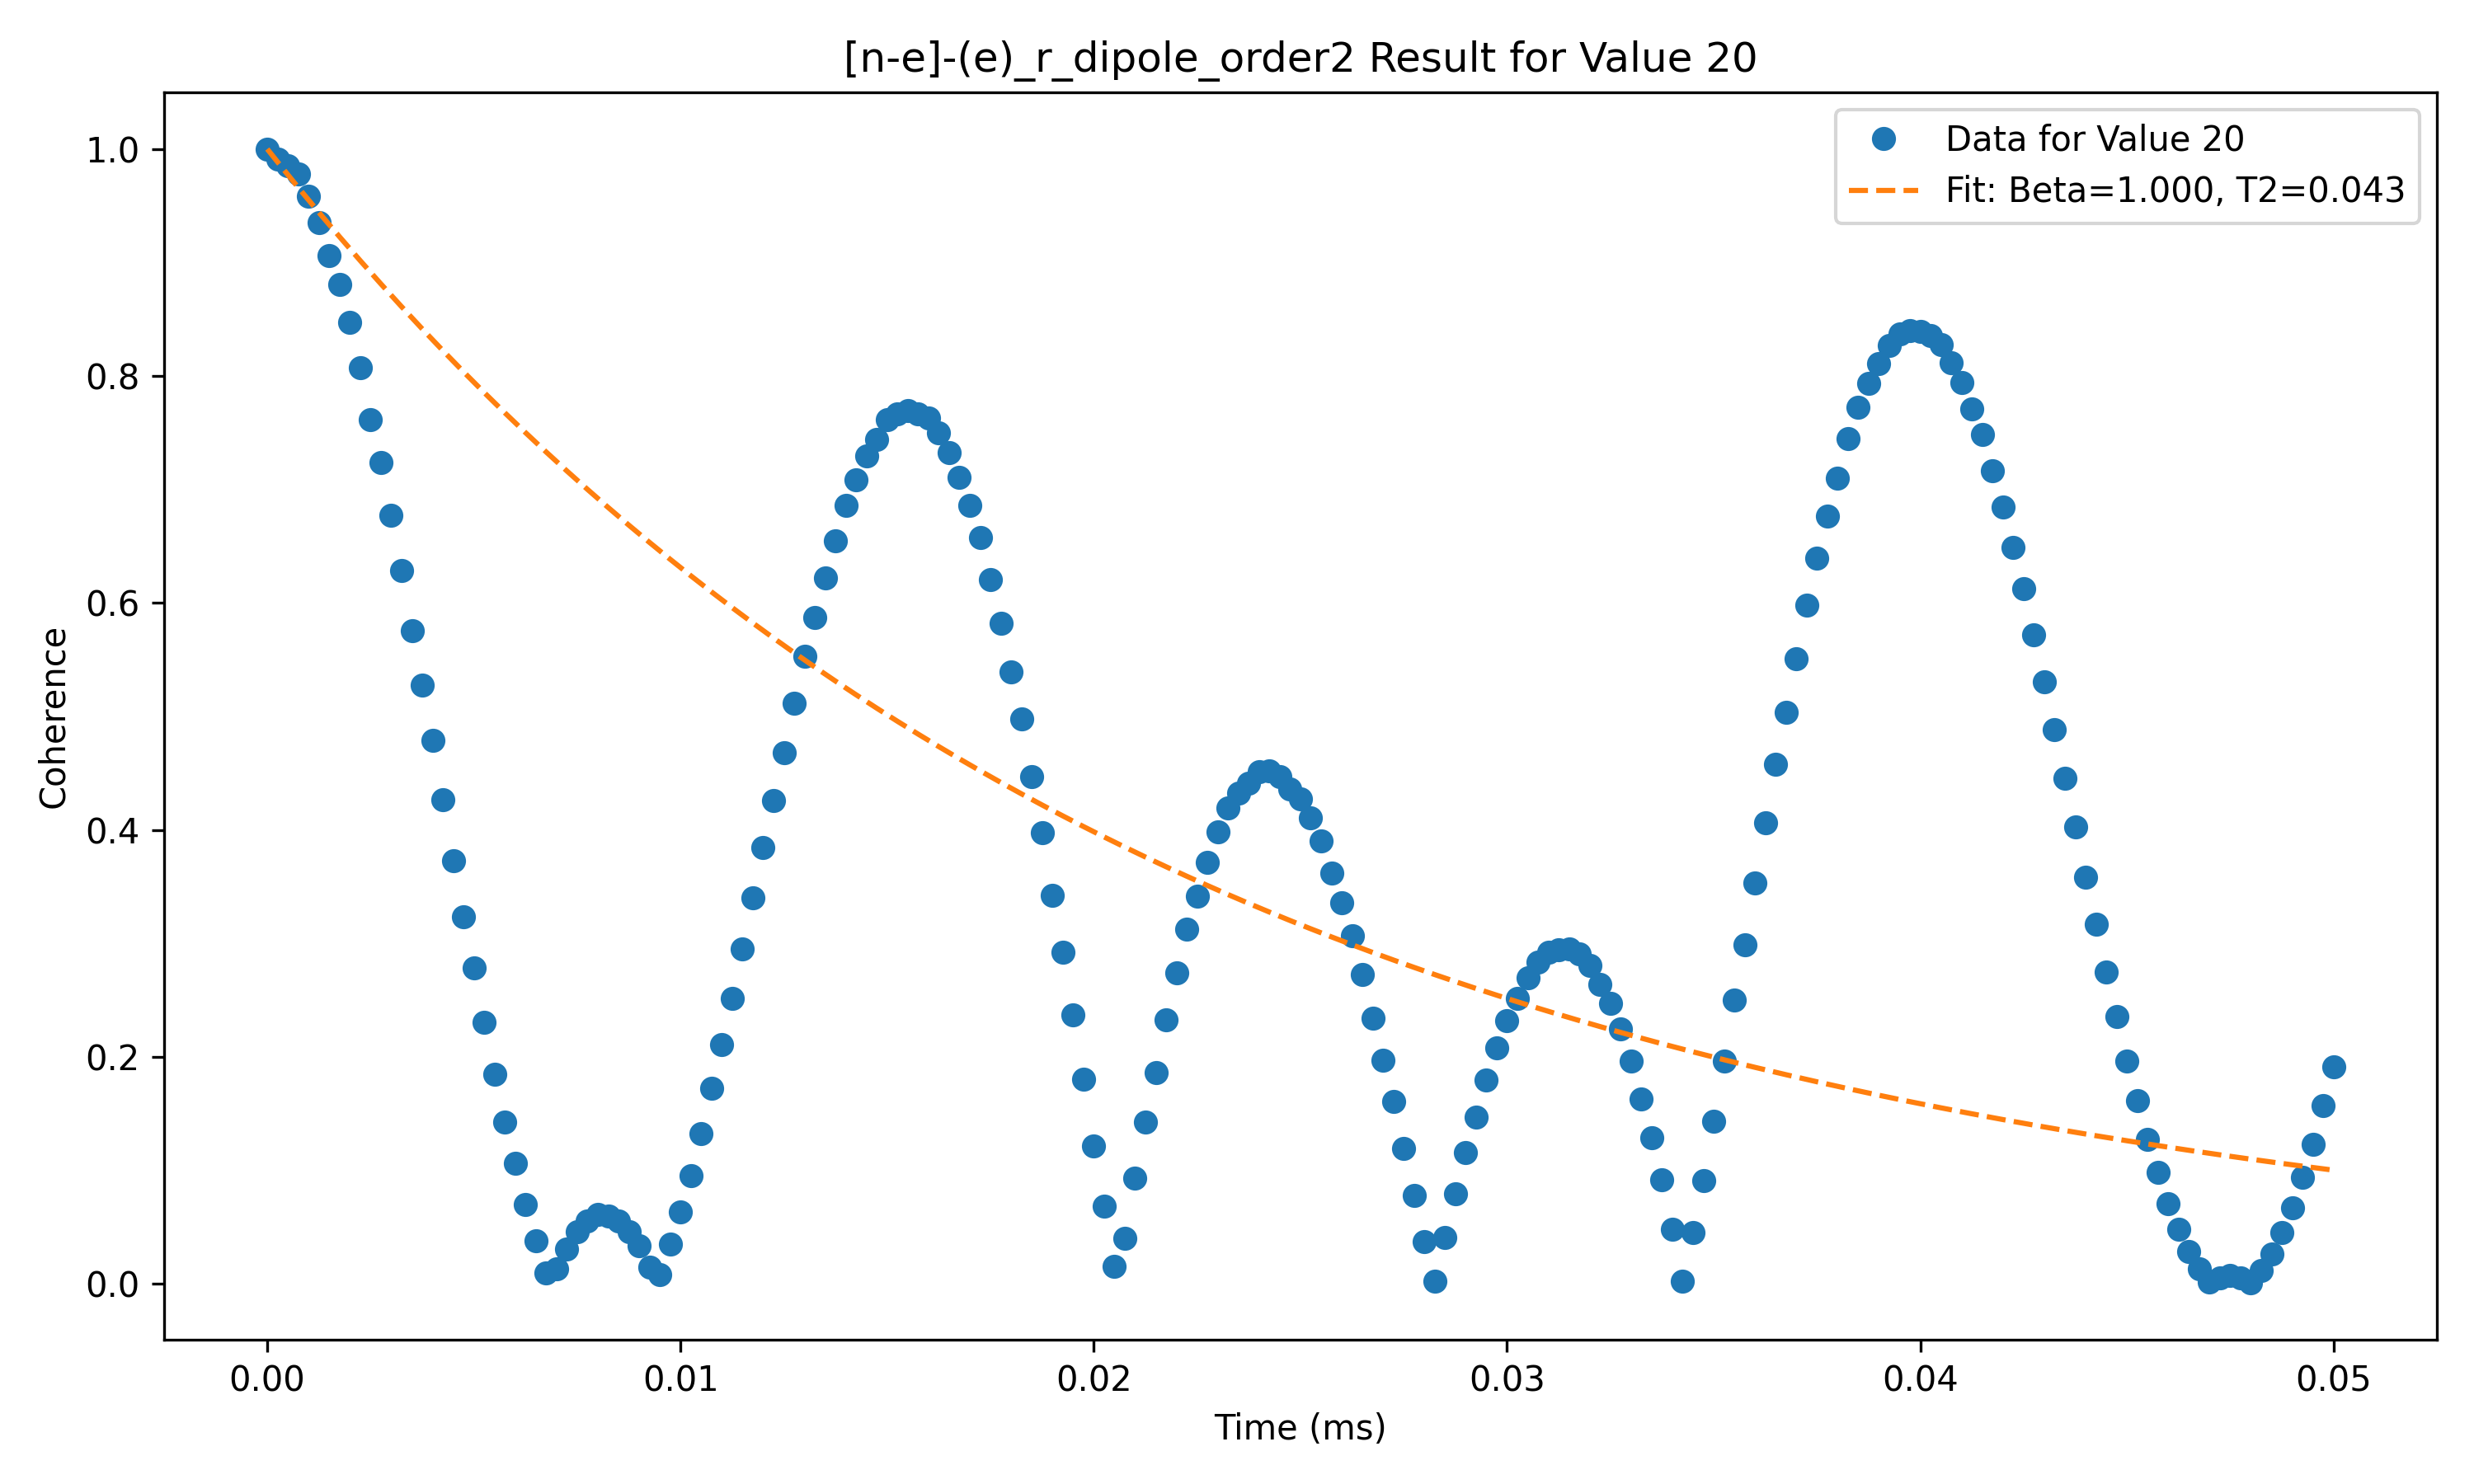 [n-e]-(e)_r_dipole_order2 Result for Value 20
Data for Value 20
Fit: Beta=1.000, T2=0.043
Coherence
1.0
0.8
0.6
0.4
0.2
0.0
0.00 0.01 0.02 0.03 0.04 0.05
Time (ms)